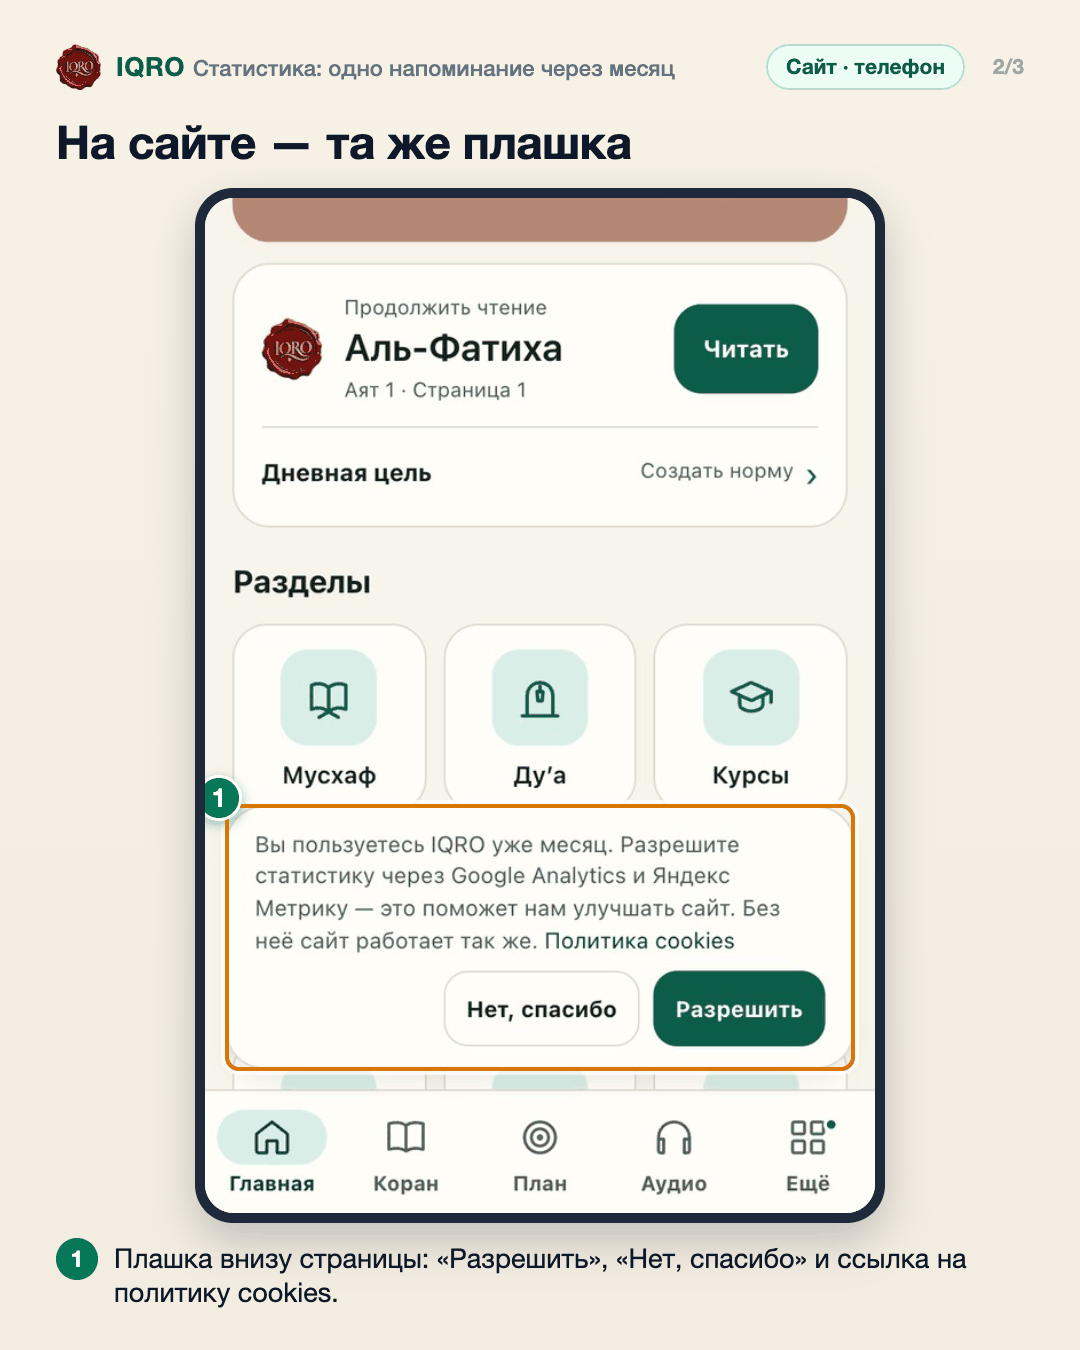 IQRO IQRO Статистика: одно напоминание через месяц Сайт · телефон 2/3
На сайте — та же плашка
Продолжить чтение
IQRO Аль-Фатиха Читать
Аят 1 · Страница 1
Дневная цель Создать норму ›
Разделы
Мусхаф Ду’а Курсы
1
Вы пользуетесь IQRO уже месяц. Разрешите
статистику через Google Analytics и Яндекс
Метрику — это поможет нам улучшать сайт. Без
неё сайт работает так же. Политика cookies
Нет, спасибо Разрешить
Главная Коран План Аудио Ещё
1 Плашка внизу страницы: «Разрешить», «Нет, спасибо» и ссылка на
политику cookies.